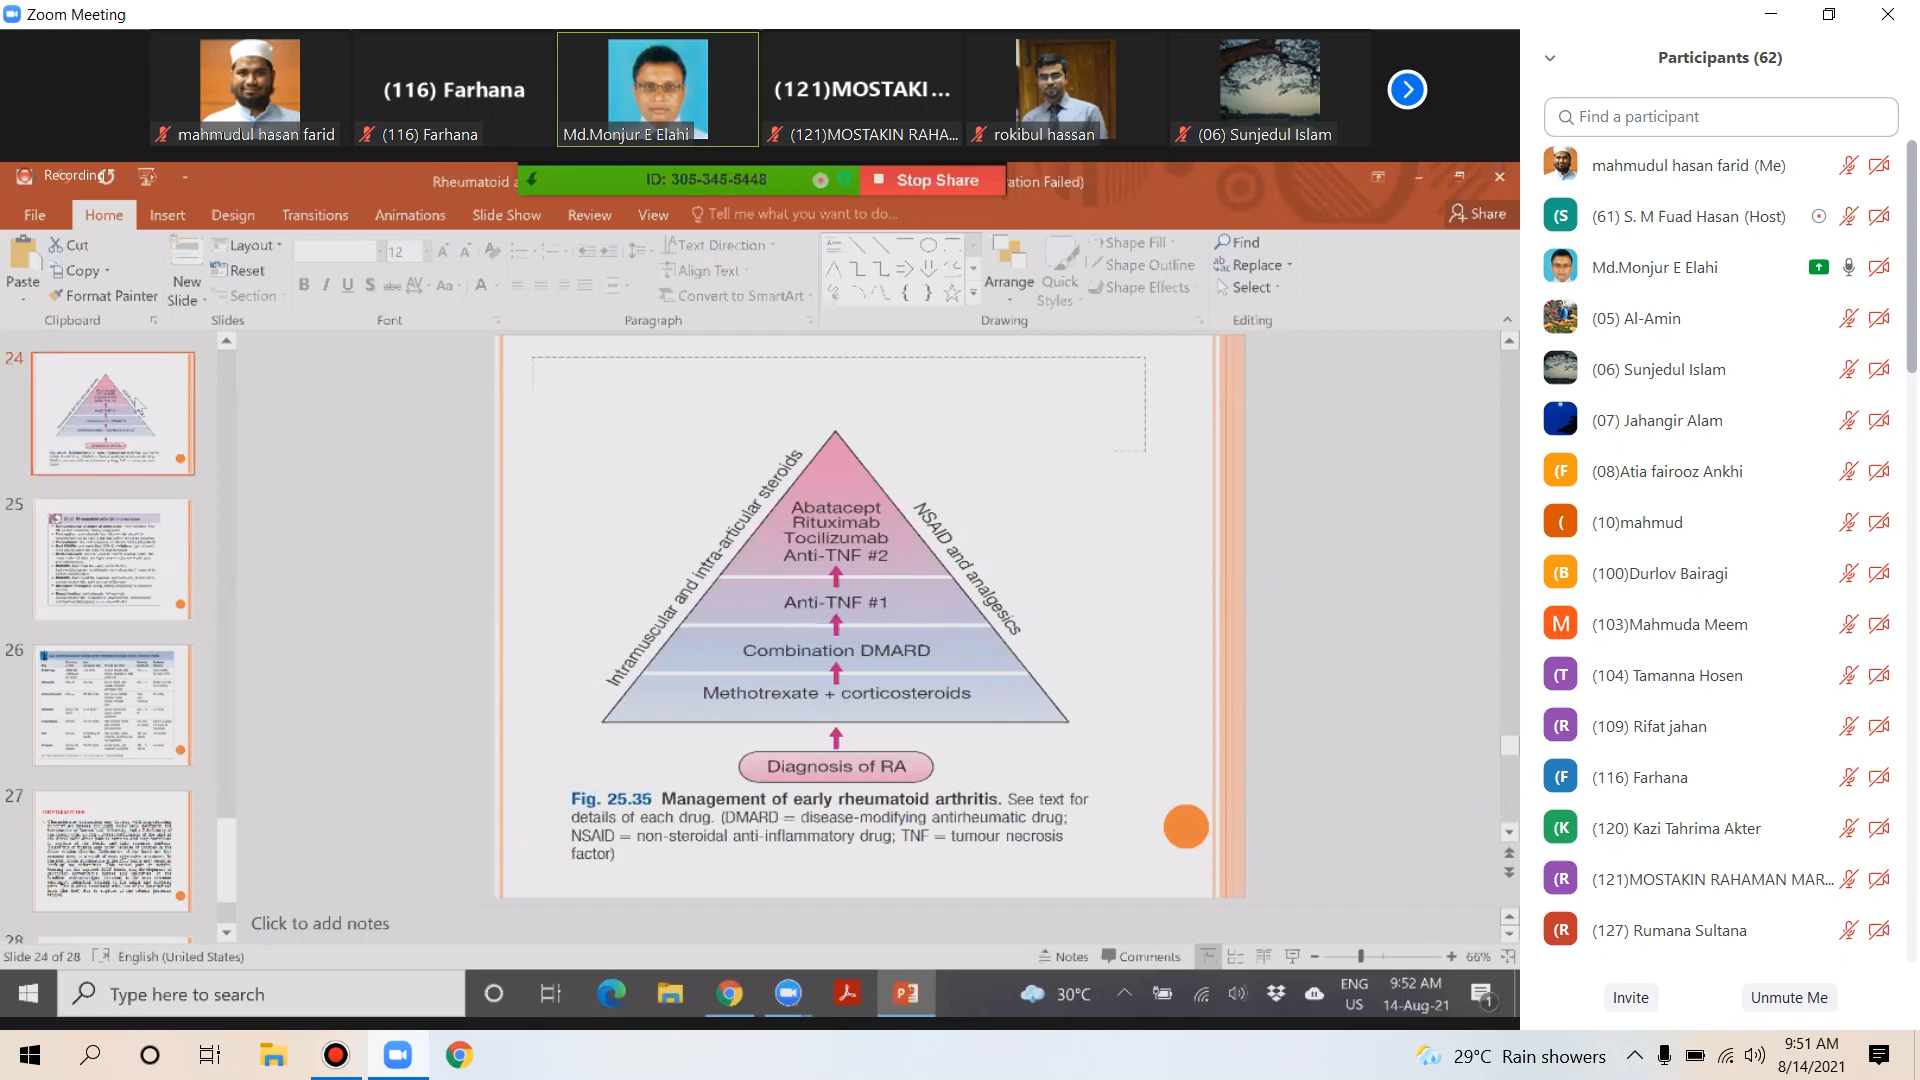 Zoom Meeting
(116) Farhana
(121)MOSTAKI...
mahmudul hasan farid
(116) Farhana
Md.Monjur E Elahi
(121)MOSTAKIN RAHA...
rokibul hassan
(06) Sunjedul Islam
Recording
Rheumatoid a
ID: 305-345-5448
Stop Share
ation Failed)
File
Home
Insert
Design
Transitions
Animations
Slide Show
Review
View
Tell me what you want to do...
Share
Paste
Cut
Copy
Format Painter
Clipboard
New
Slide
Layout
Reset
Section
Slides
12
B I U S abc AV Aa A
Font
Text Direction
Align Text
Convert to SmartArt
Paragraph
Arrange
Quick
Styles
Shape Fill
Shape Outline
Shape Effects
Drawing
Find
Replace
Select
Editing
24
25
26
27
28
Intramuscular and intra-articular steroids
NSAID and analgesics
Abatacept
Rituximab
Tocilizumab
Anti-TNF #2
Anti-TNF #1
Combination DMARD
Methotrexate + corticosteroids
Diagnosis of RA
Fig. 25.35 Management of early rheumatoid arthritis. See text for
details of each drug. (DMARD = disease-modifying antirheumatic drug;
NSAID = non-steroidal anti-inflammatory drug; TNF = tumour necrosis
factor)
Click to add notes
Slide 24 of 28
English (United States)
Notes
Comments
66%
Type here to search
30°C
ENG
US
9:52 AM
14-Aug-21
1
Participants (62)
Find a participant
mahmudul hasan farid (Me)
(S
(61) S. M Fuad Hasan (Host)
Md.Monjur E Elahi
(05) Al-Amin
(06) Sunjedul Islam
(07) Jahangir Alam
(F
(08)Atia fairooz Ankhi
(
(10)mahmud
(B
(100)Durlov Bairagi
M
(103)Mahmuda Meem
(T
(104) Tamanna Hosen
(R
(109) Rifat jahan
(F
(116) Farhana
(K
(120) Kazi Tahrima Akter
(R
(121)MOSTAKIN RAHAMAN MAR...
(R
(127) Rumana Sultana
Invite
Unmute Me
29°C Rain showers
9:51 AM
8/14/2021